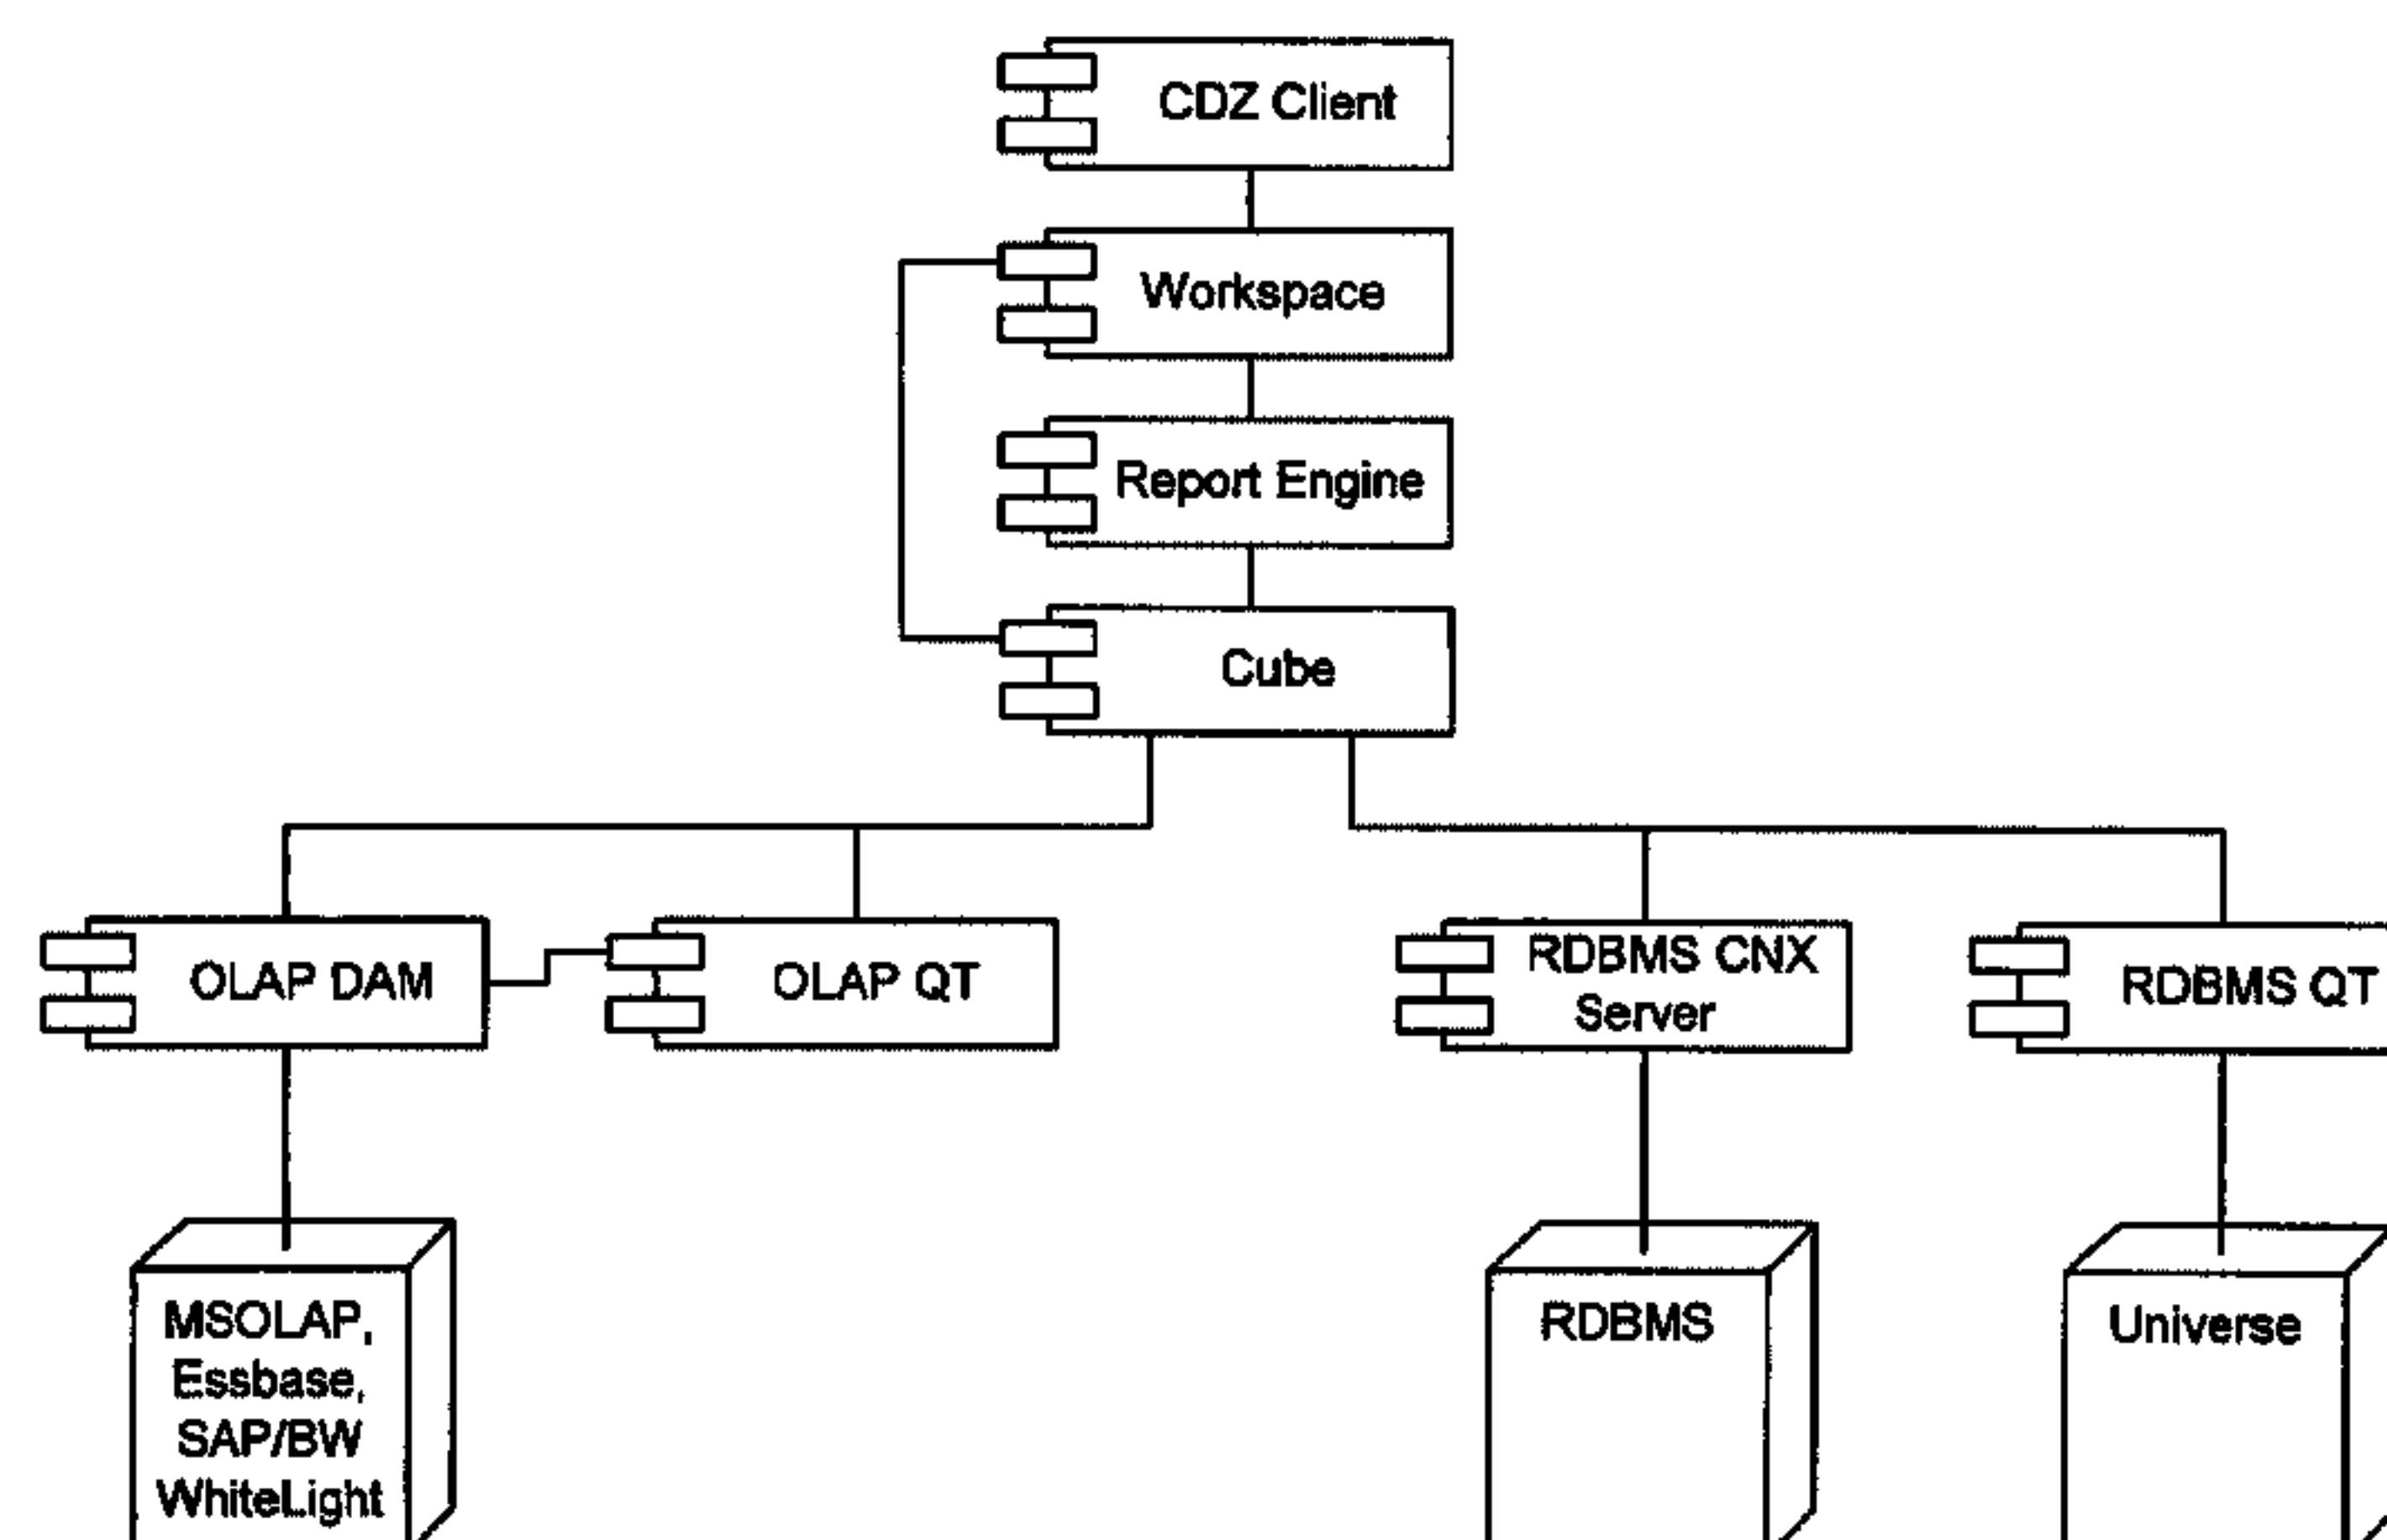 CDZ Client
Workspace
Report Engine
Cube
OLAP DAM
OLAP QT
RDBMS CNX
Server
RDBMS QT
MSOLAP,
Essbase,
SAP/BW
WhiteLight
RDBMS
Universe